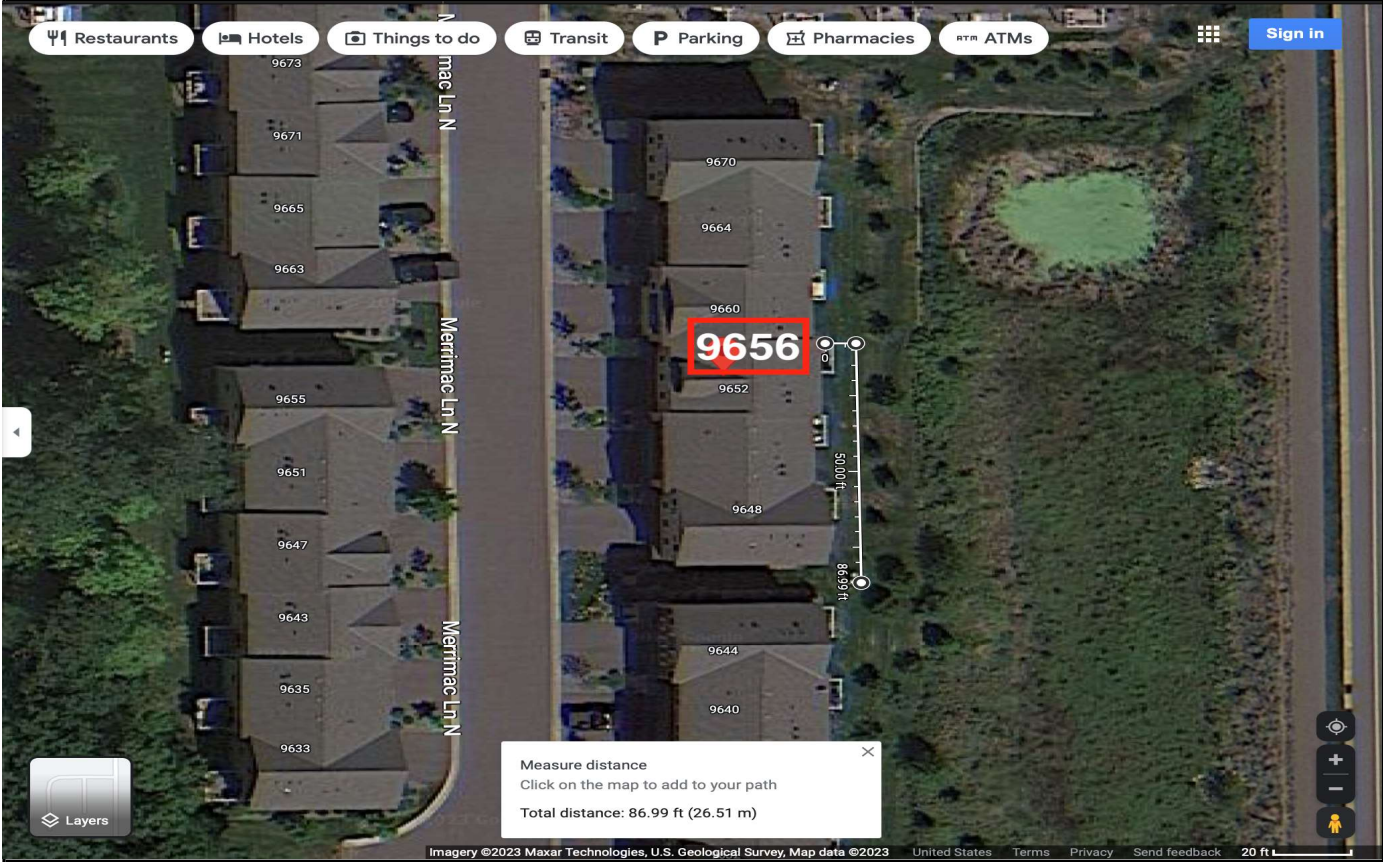 Restaurants
Hotels
Things to do
Transit
Parking
Pharmacies
ATM ATMs
Sign in
mac Ln N
9673
9671
9665
9663
9670
9664
9660
9656
0
9652
Merrimac Ln N
9655
9651
50.00 ft
9648
9647
86.99 ft
9643
9644
Merrimac Ln N
9635
9640
9633
Measure distance
Click on the map to add to your path
Total distance: 86.99 ft (26.51 m)
Layers
Imagery ©2023 Maxar Technologies, U.S. Geological Survey, Map data ©2023 United States Terms Privacy Send feedback 20 ft